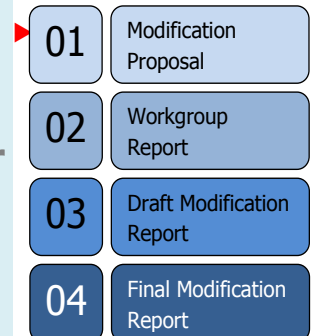 01
Modification
Proposal
02
Workgroup
Report
03
Draft Modification
Report
04
Final Modification
Report